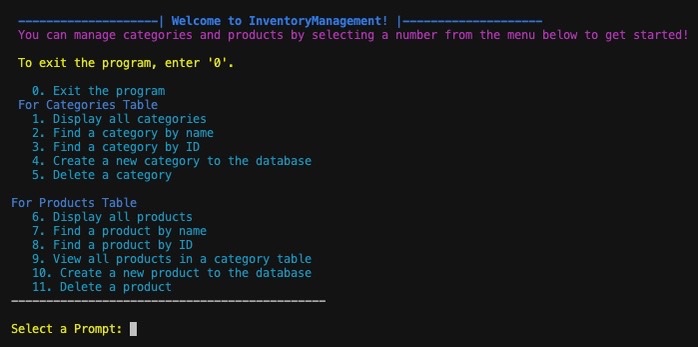 --------------------| Welcome to InventoryManagement! |--------------------
You can manage categories and products by selecting a number from the menu below to get started!
To exit the program, enter '0'.
0. Exit the program
For Categories Table
1. Display all categories
2. Find a category by name
3. Find a category by ID
4. Create a new category to the database
5. Delete a category
For Products Table
6. Display all products
7. Find a product by name
8. Find a product by ID
9. View all products in a category table
10. Create a new product to the database
11. Delete a product
---------------------------------------------
Select a Prompt: